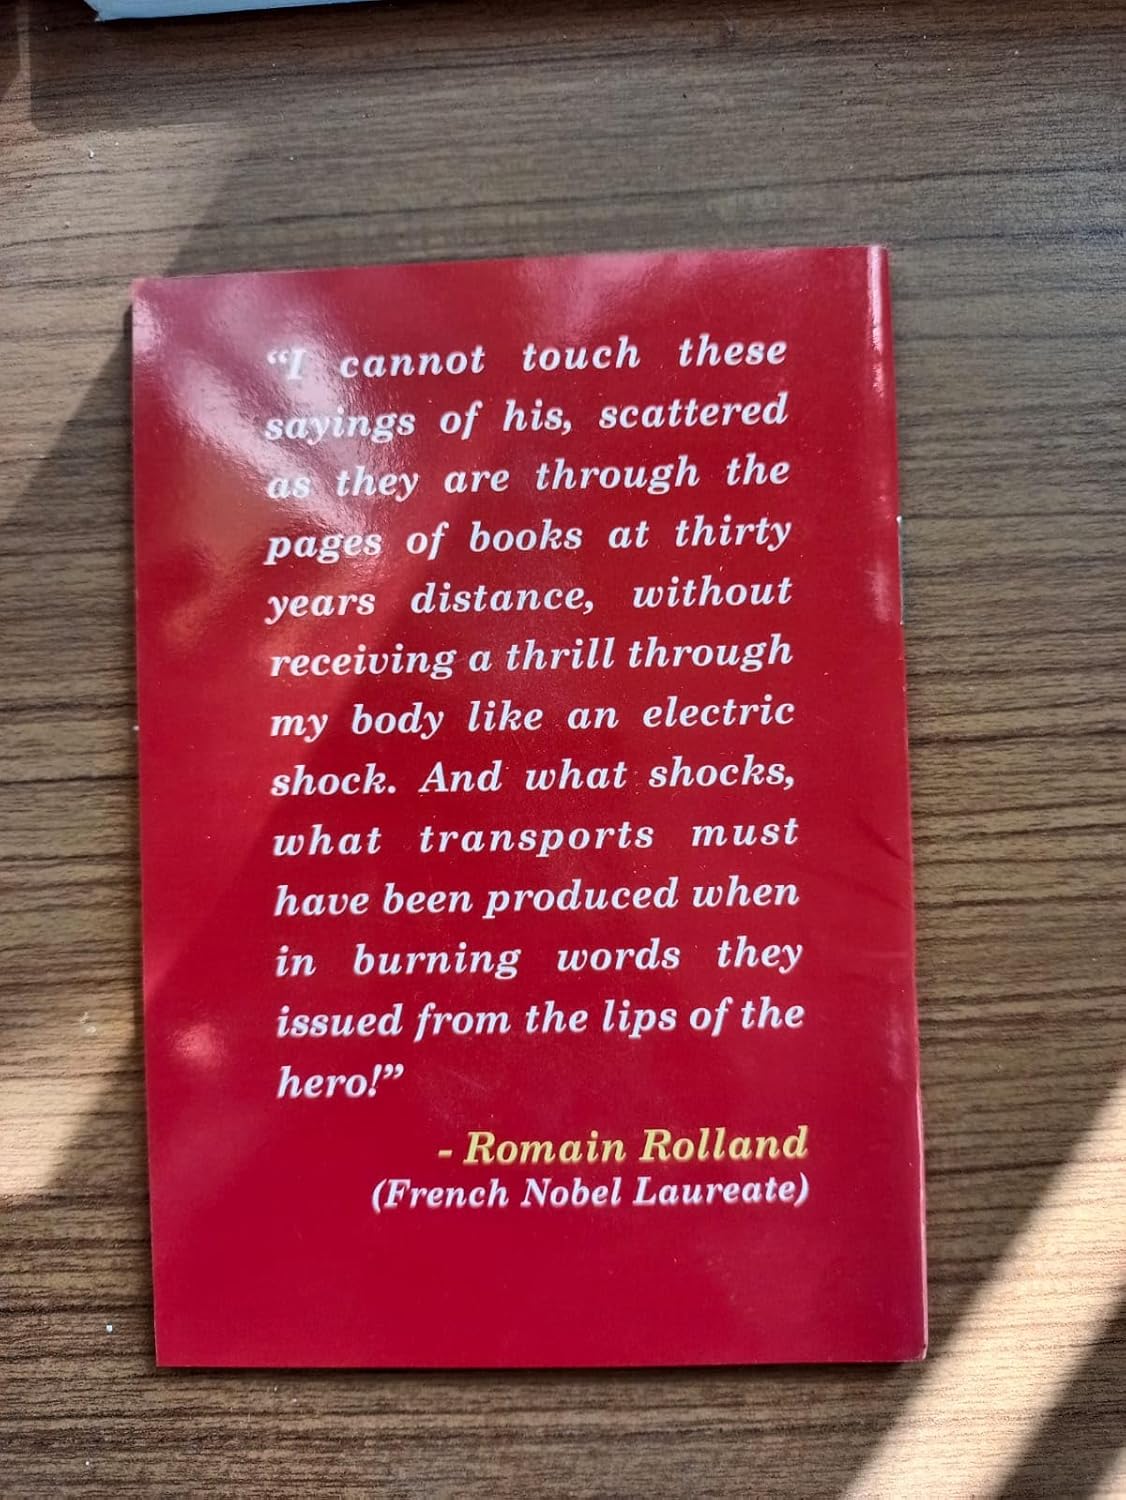 “I cannot touch these
sayings of his, scattered
as they are through the
pages of books at thirty
years distance, without
receiving a thrill through
my body like an electric
shock. And what shocks,
what transports must
have been produced when
in burning words they
issued from the lips of the
hero!”
- Romain Rolland
(French Nobel Laureate)